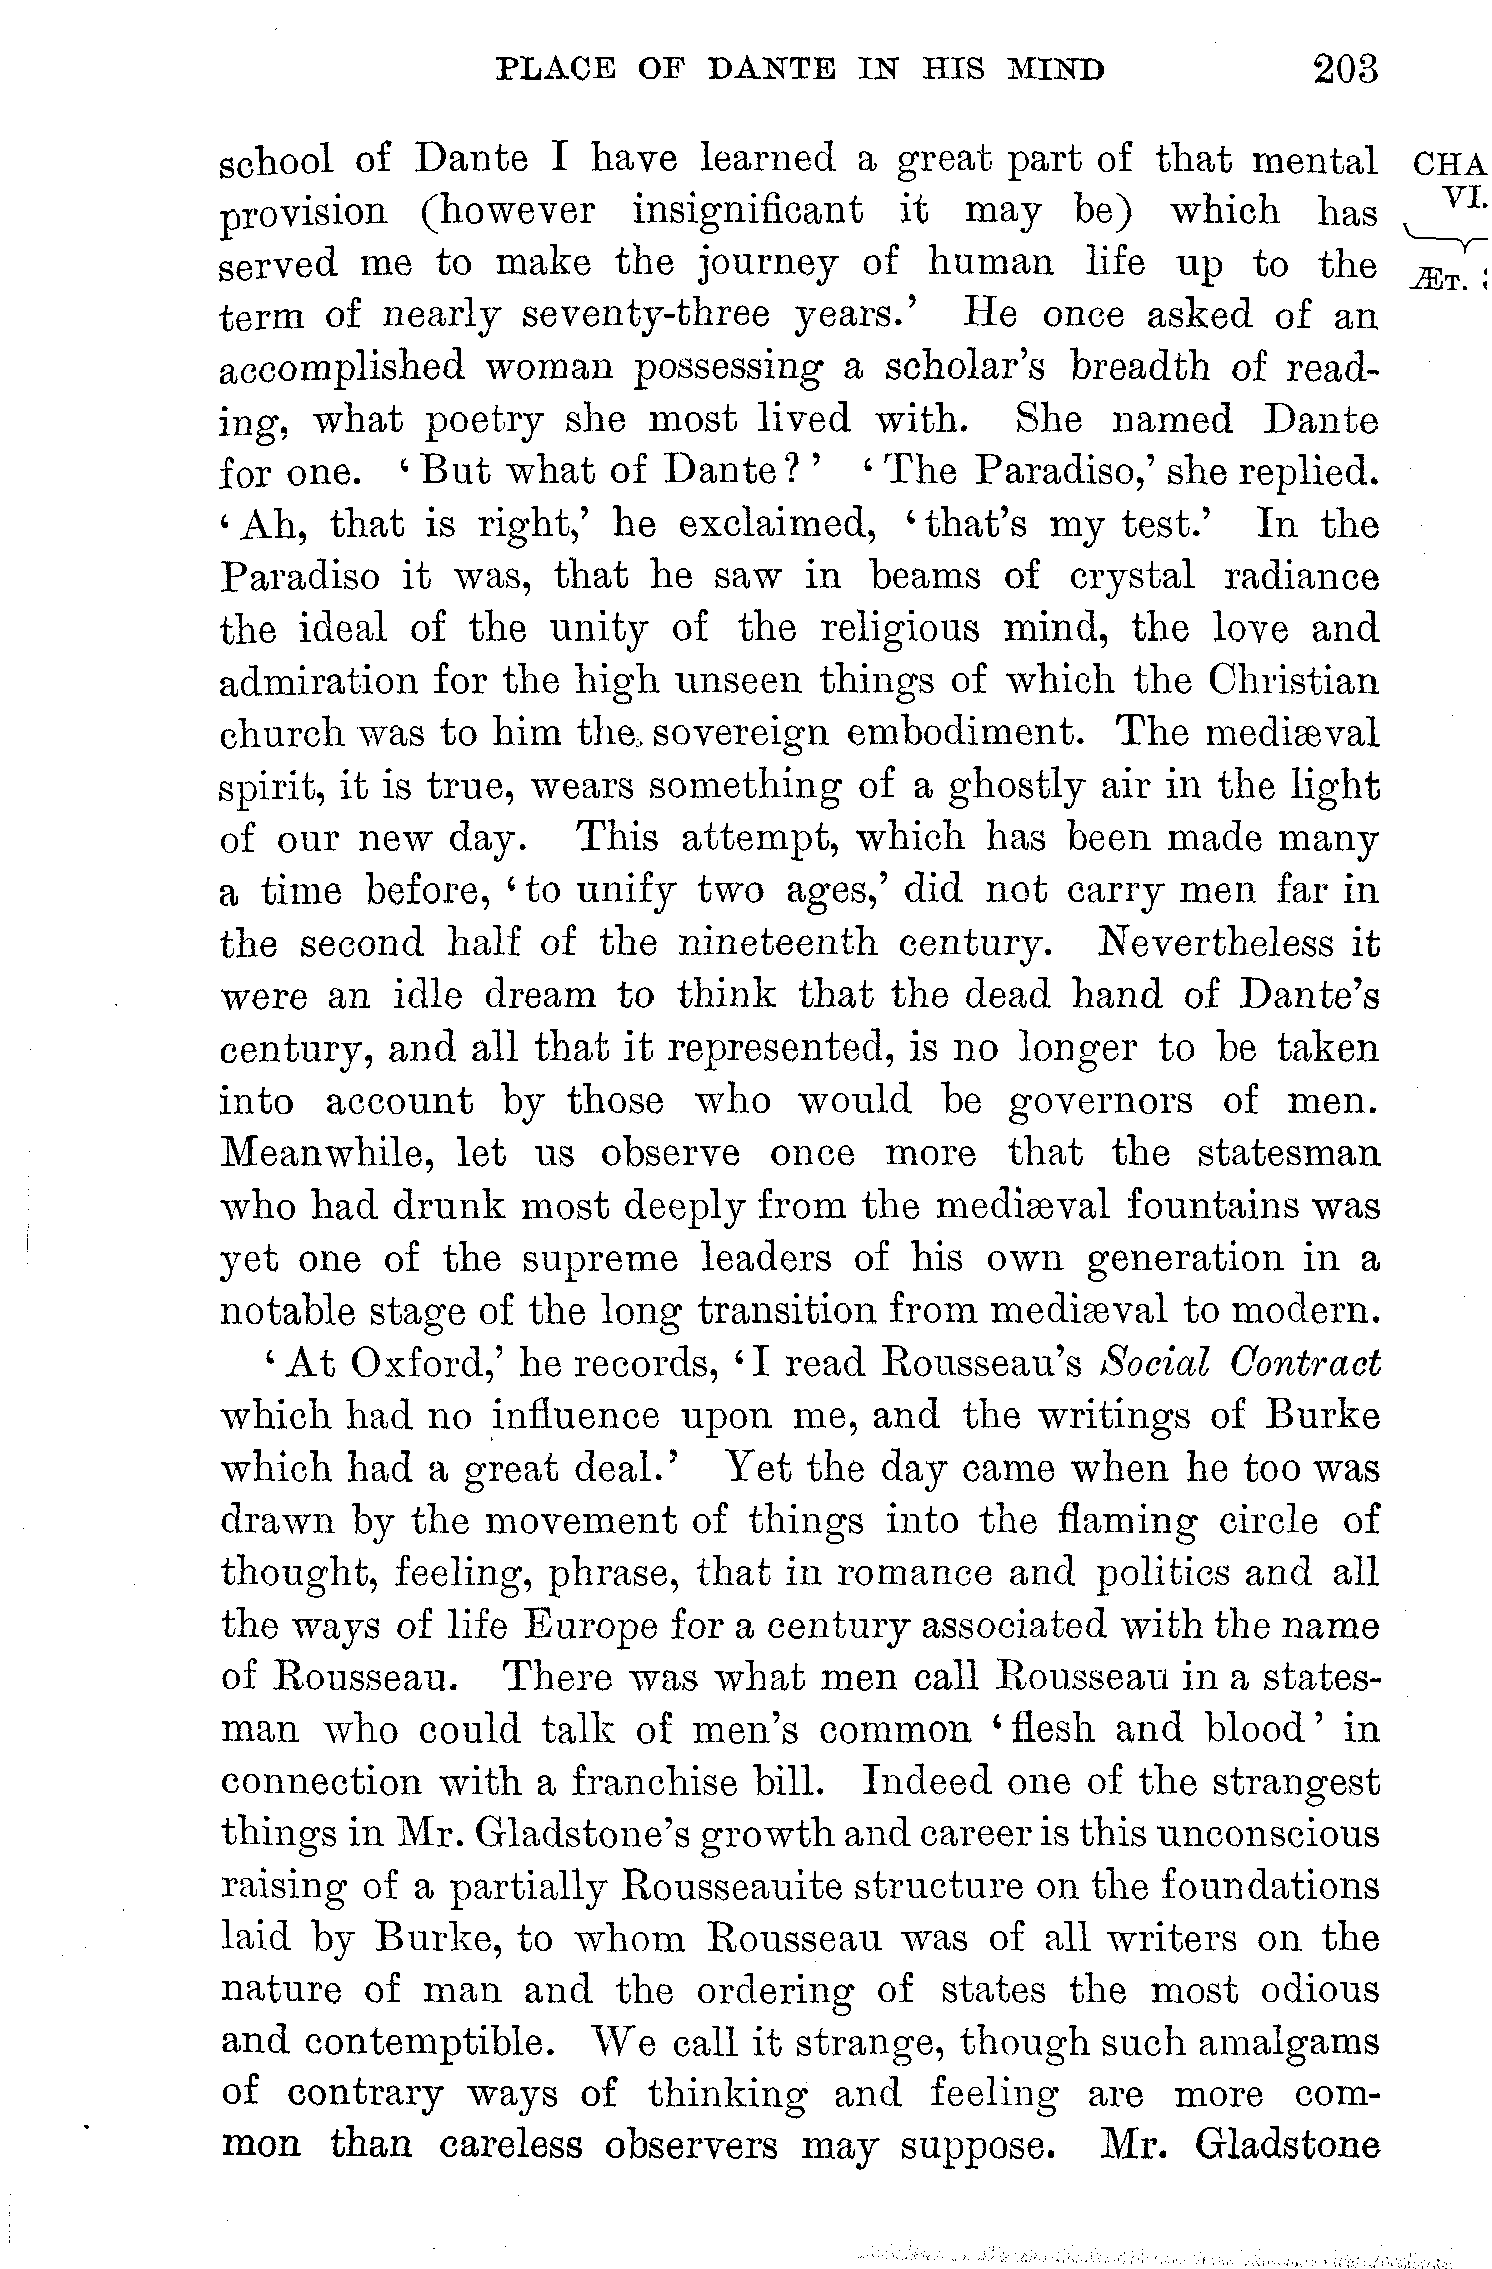 PLACE OF DANTE IN HIS MIND 203
school of Dante I have learned a great part of that mental
provision (however insignificant it may be) which has
served me to make the journey of human life up to the
term of nearly seventy-three years.’ He once asked of an
accomplished woman possessing a scholar’s breadth of read-
ing, what poetry she most lived with. She named Dante
for one. ‘But what of Dante?’ ‘The Paradiso,’ she replied.
‘Ah, that is right,’ he exclaimed, ‘that’s my test.’ In the
Paradiso it was, that he saw in beams of crystal radiance
the ideal of the unity of the religious mind, the love and
admiration for the high unseen things of which the Christian
church was to him the sovereign embodiment. The mediæval
spirit, it is true, wears something of a ghostly air in the light
of our new day. This attempt, which has been made many
a time before, ‘to unify two ages,’ did not carry men far in
the second half of the nineteenth century. Nevertheless it
were an idle dream to think that the dead hand of Dante’s
century, and all that it represented, is no longer to be taken
into account by those who would be governors of men.
Meanwhile, let us observe once more that the statesman
who had drunk most deeply from the mediæval fountains was
yet one of the supreme leaders of his own generation in a
notable stage of the long transition from mediæval to modern.
‘At Oxford,’ he records, ‘I read Rousseau’s Social Contract
which had no influence upon me, and the writings of Burke
which had a great deal.’ Yet the day came when he too was
drawn by the movement of things into the flaming circle of
thought, feeling, phrase, that in romance and politics and all
the ways of life Europe for a century associated with the name
of Rousseau. There was what men call Rousseau in a states-
man who could talk of men’s common ‘flesh and blood’ in
connection with a franchise bill. Indeed one of the strangest
things in Mr. Gladstone’s growth and career is this unconscious
raising of a partially Rousseauite structure on the foundations
laid by Burke, to whom Rousseau was of all writers on the
nature of man and the ordering of states the most odious
and contemptible. We call it strange, though such amalgams
of contrary ways of thinking and feeling are more com-
mon than careless observers may suppose. Mr. Gladstone
CHA
VI.
ÆT.